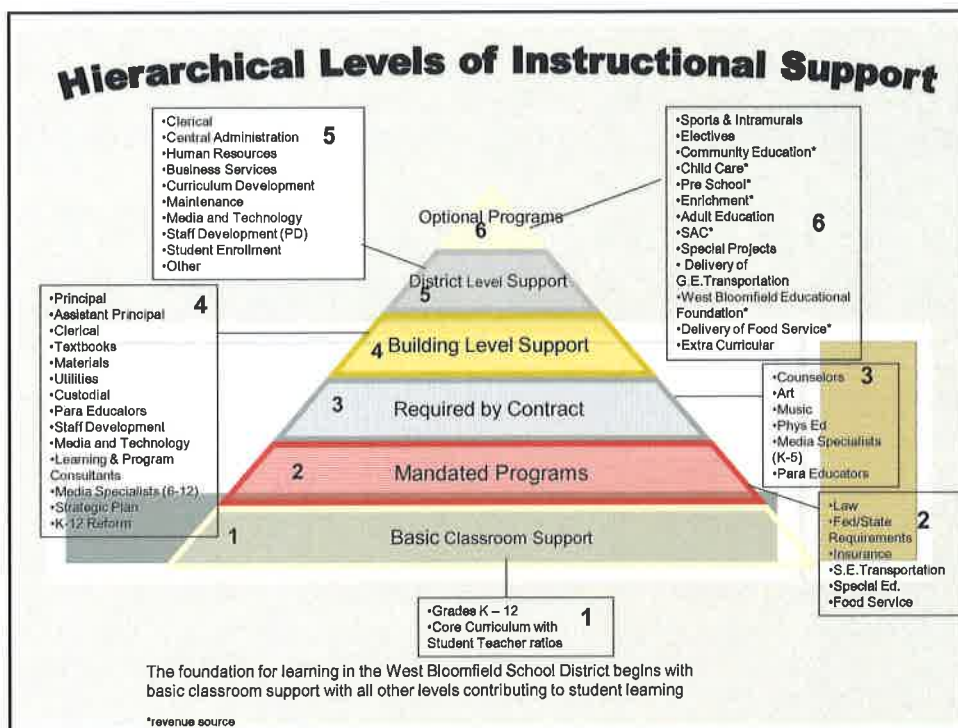 Hierarchical Levels of Instructional Support
•Clerical
•Central Administration
•Human Resources
•Business Services
•Curriculum Development
•Maintenance
•Media and Technology
•Staff Development (PD)
•Student Enrollment
•Other
5
•Sports & Intramurals
•Electives
•Community Education*
•Child Care*
•Pre School*
•Enrichment*
•Adult Education
•SAC*
•Special Projects
• Delivery of
G.E.Transportation
•West Bloomfield Educational
Foundation*
•Delivery of Food Service*
•Extra Curricular
6
Optional Programs
6
District Level Support
5
•Principal
•Assistant Principal
•Clerical
•Textbooks
•Materials
•Utilities
•Custodial
•Para Educators
•Staff Development
•Media and Technology
•Learning & Program
Consultants
•Media Specialists (6-12)
•Strategic Plan
•K-12 Reform
4
4 Building Level Support
3 Required by Contract
•Counselors
•Art
•Music
•Phys Ed
•Media Specialists
(K-5)
•Para Educators
3
2 Mandated Programs
•Law
•Fed/State
Requirements
•Insurance
•S.E.Transportation
•Special Ed.
•Food Service
2
1 Basic Classroom Support
•Grades K – 12
•Core Curriculum with
Student Teacher ratios
1
The foundation for learning in the West Bloomfield School District begins with
basic classroom support with all other levels contributing to student learning
*revenue source